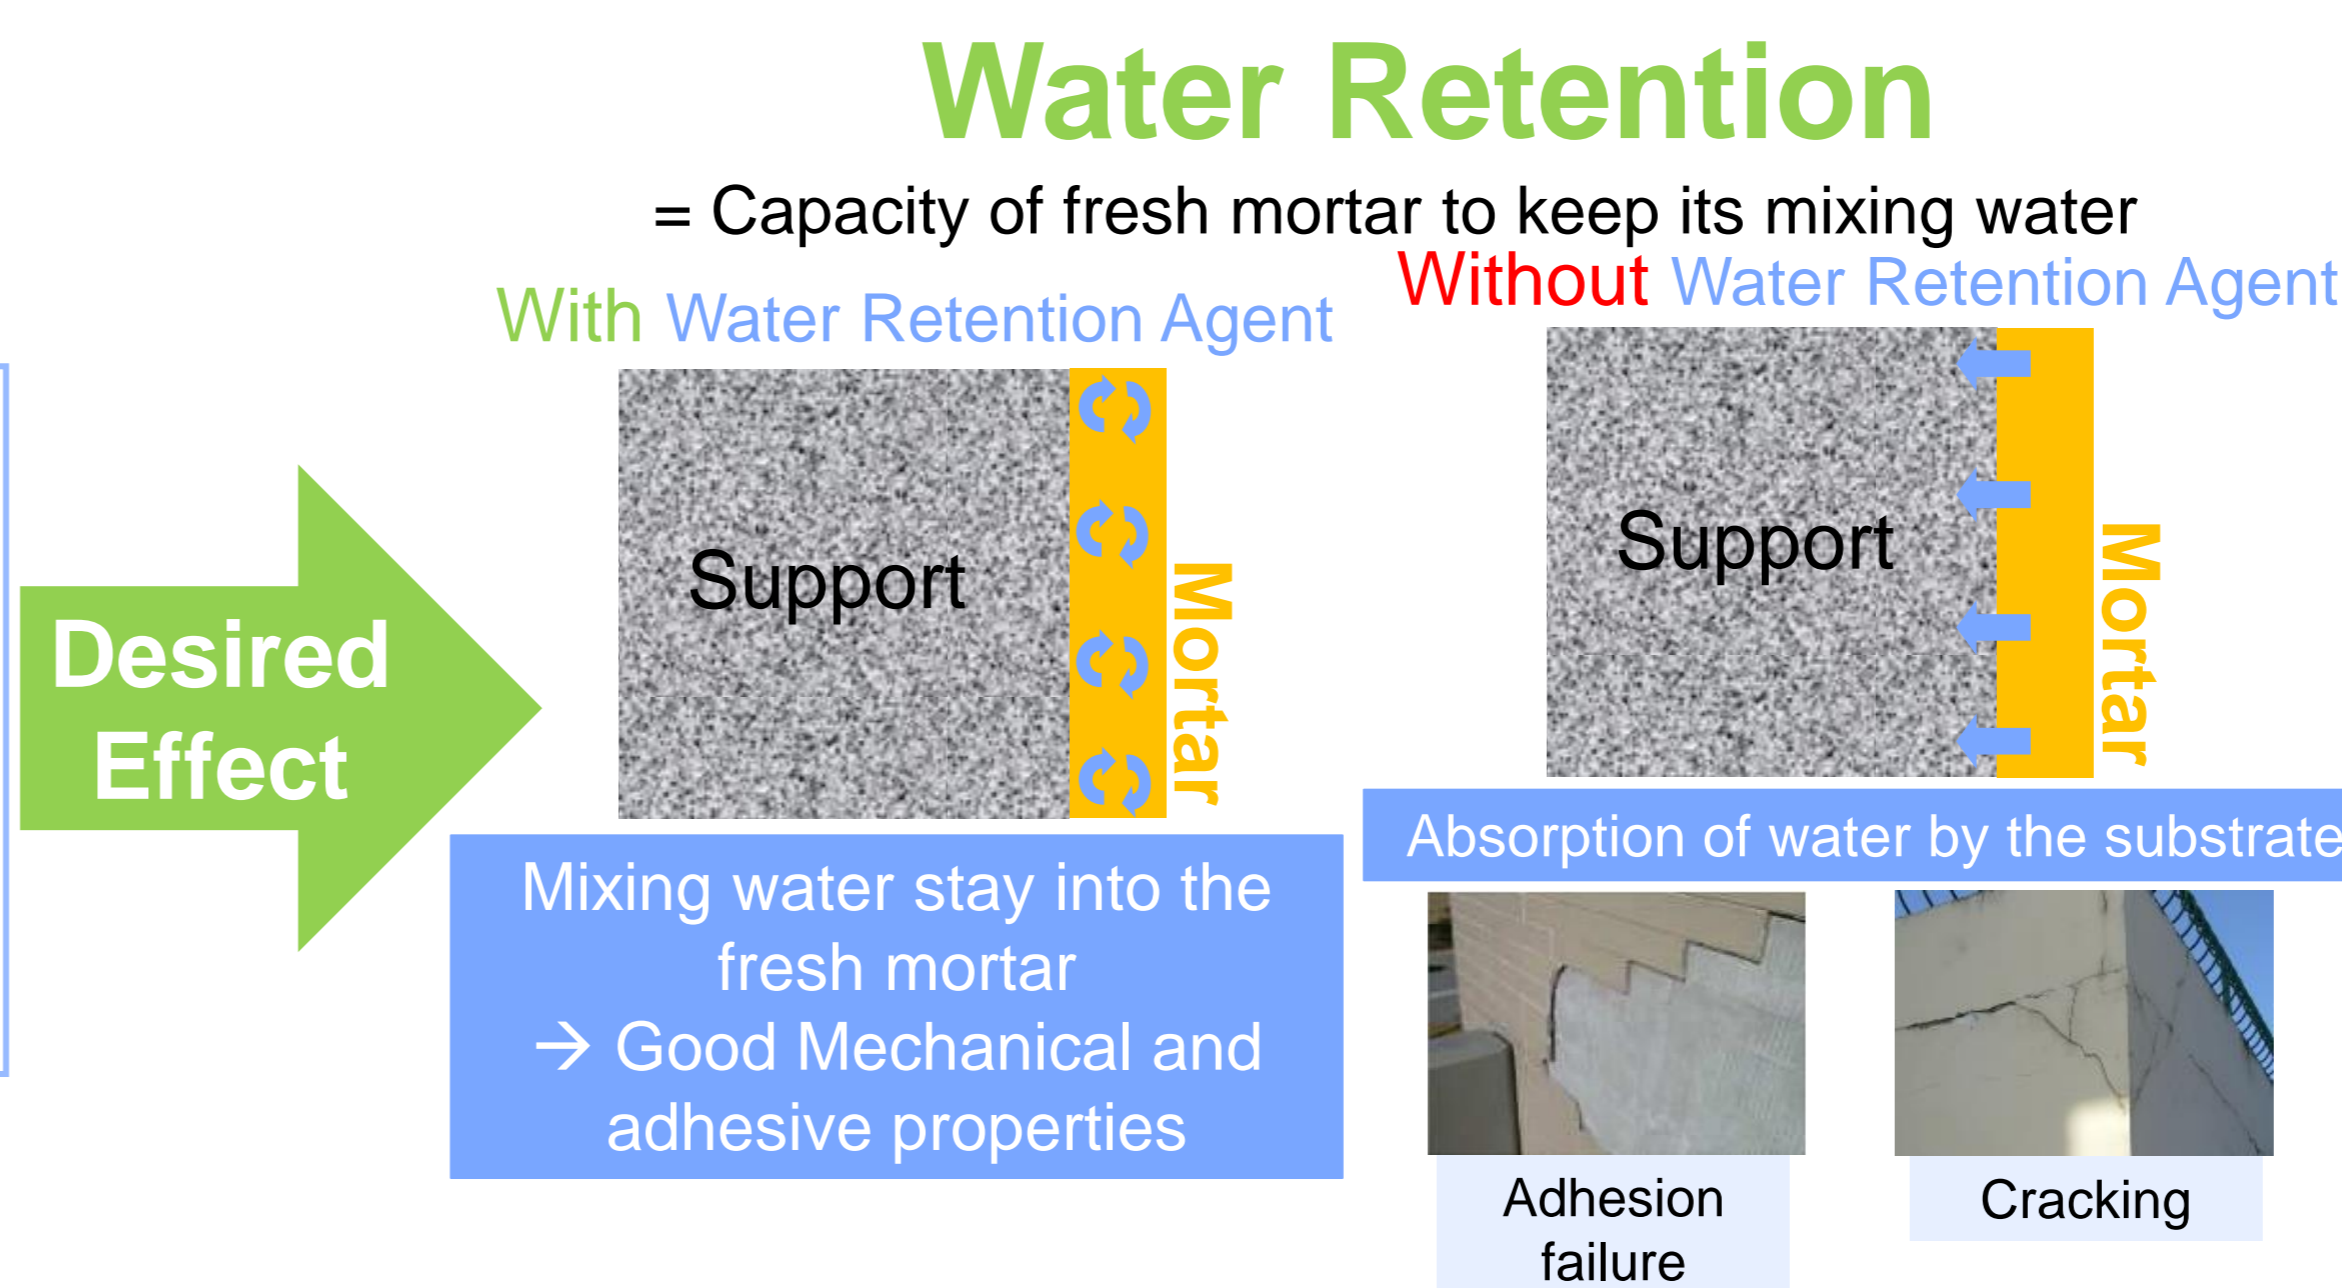 Water Retention
= Capacity of fresh mortar to keep its mixing water
Desired
Effect
With Water Retention Agent
Support
Mortar
Mixing water stay into the
fresh mortar
→ Good Mechanical and
adhesive properties
Without Water Retention Agent
Support
Mortar
Absorption of water by the substrate
Adhesion
failure
Cracking